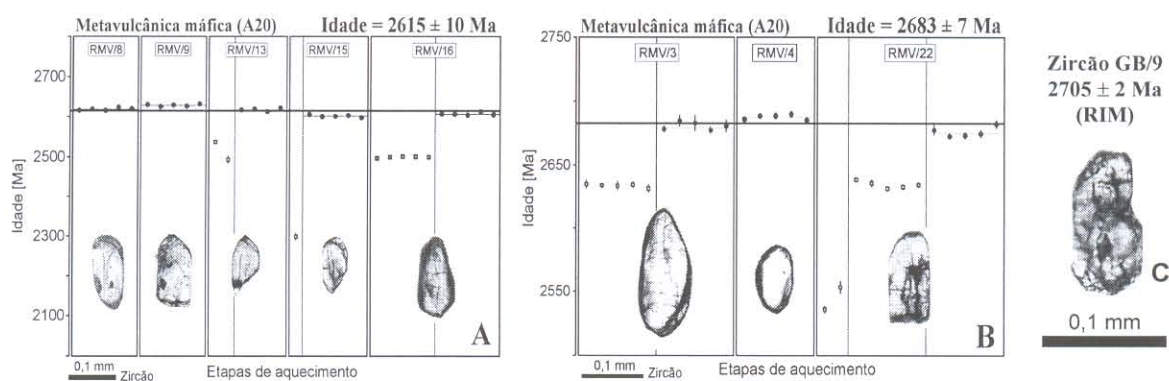 Metavulcânica máfica (A20) Idade = 2615 ± 10 Ma
RMV/8 RMV/9 RMV/13 RMV/15 RMV/16
2700
2500
2300
2100
Idade [Ma]
A
0,1 mm
Zircão
Etapas de aquecimento
Metavulcânica máfica (A20) Idade = 2683 ± 7 Ma
RMV/3 RMV/4 RMV/22
2750
2650
2550
Idade [Ma]
B
0,1 mm
Zircão
Etapas de aquecimento
Zircão GB/9
2705 ± 2 Ma
(RIM)
C
0,1 mm